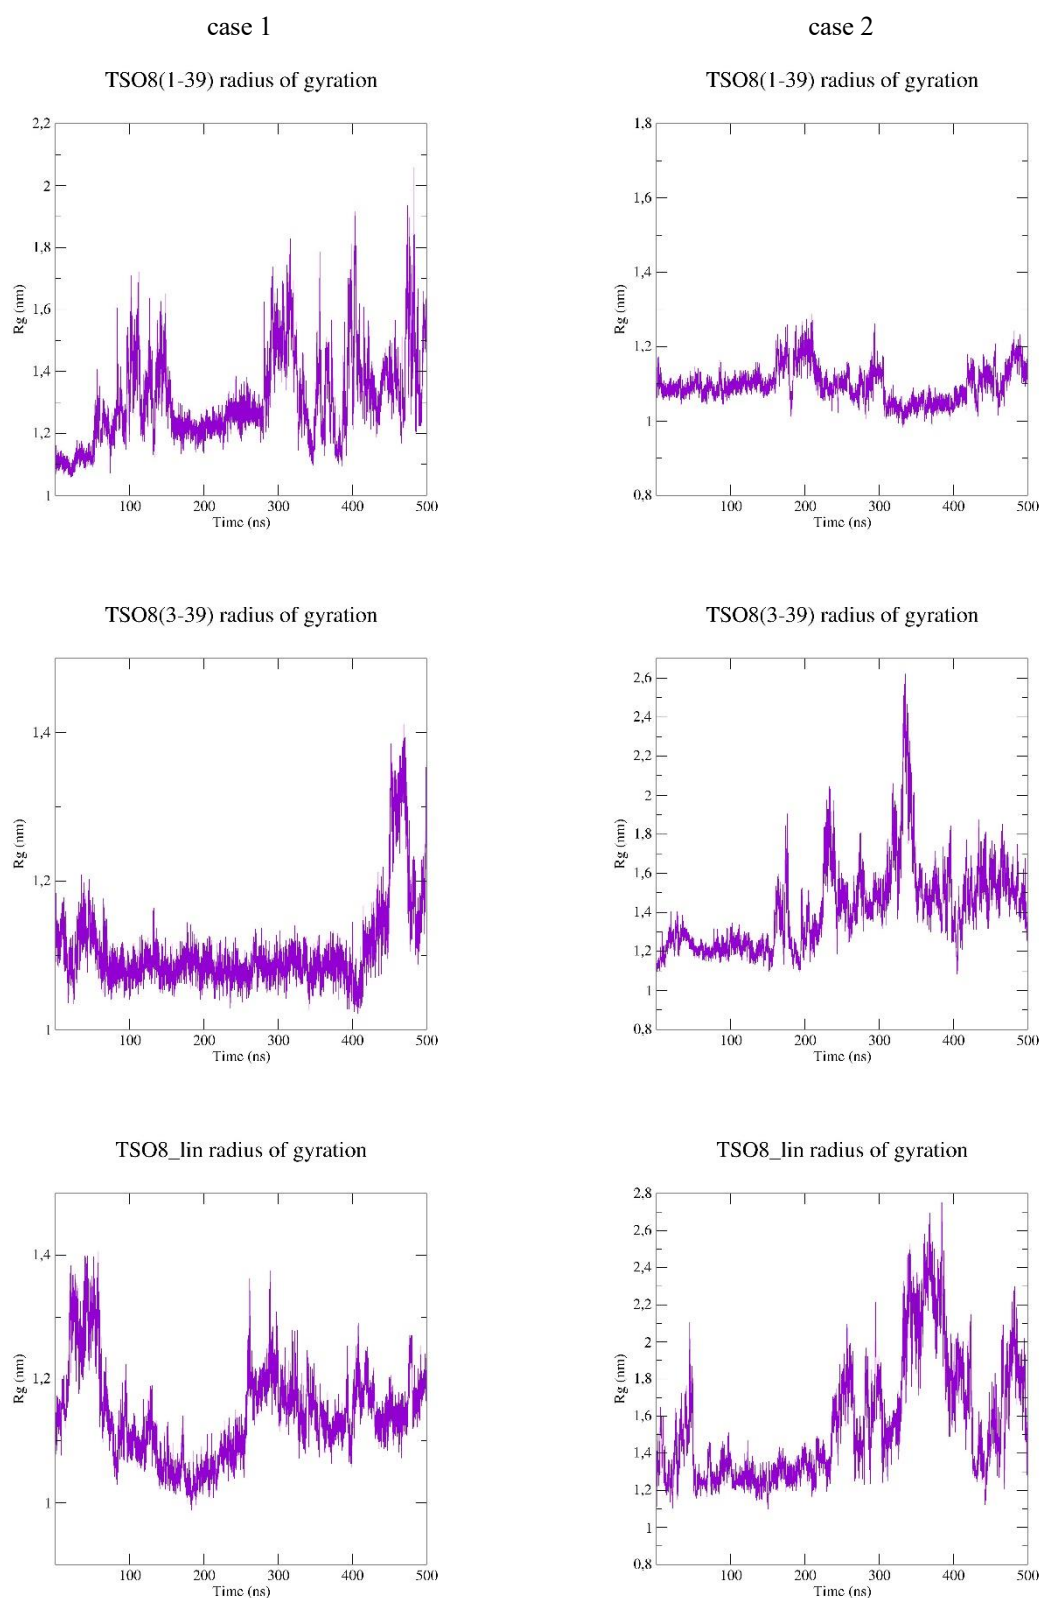 case 1
case 2
TSO8(1-39) radius of gyration
TSO8(1-39) radius of gyration
2,2
2
1,8
1,6
1,4
1,2
1
Rg (nm)
100 200 300 400 500
Time (ns)
1,8
1,6
1,4
1,2
1
0,8
Rg (nm)
100 200 300 400 500
Time (ns)
TSO8(3-39) radius of gyration
TSO8(3-39) radius of gyration
1,4
1,2
1
Rg (nm)
100 200 300 400 500
Time (ns)
2,6
2,4
2,2
2
1,8
1,6
1,4
1,2
1
0,8
Rg (nm)
100 200 300 400 500
Time (ns)
TSO8_lin radius of gyration
TSO8_lin radius of gyration
1,4
1,2
1
Rg (nm)
100 200 300 400 500
Time (ns)
2,8
2,6
2,4
2,2
2
1,8
1,6
1,4
1,2
1
0,8
Rg (nm)
100 200 300 400 500
Time (ns)